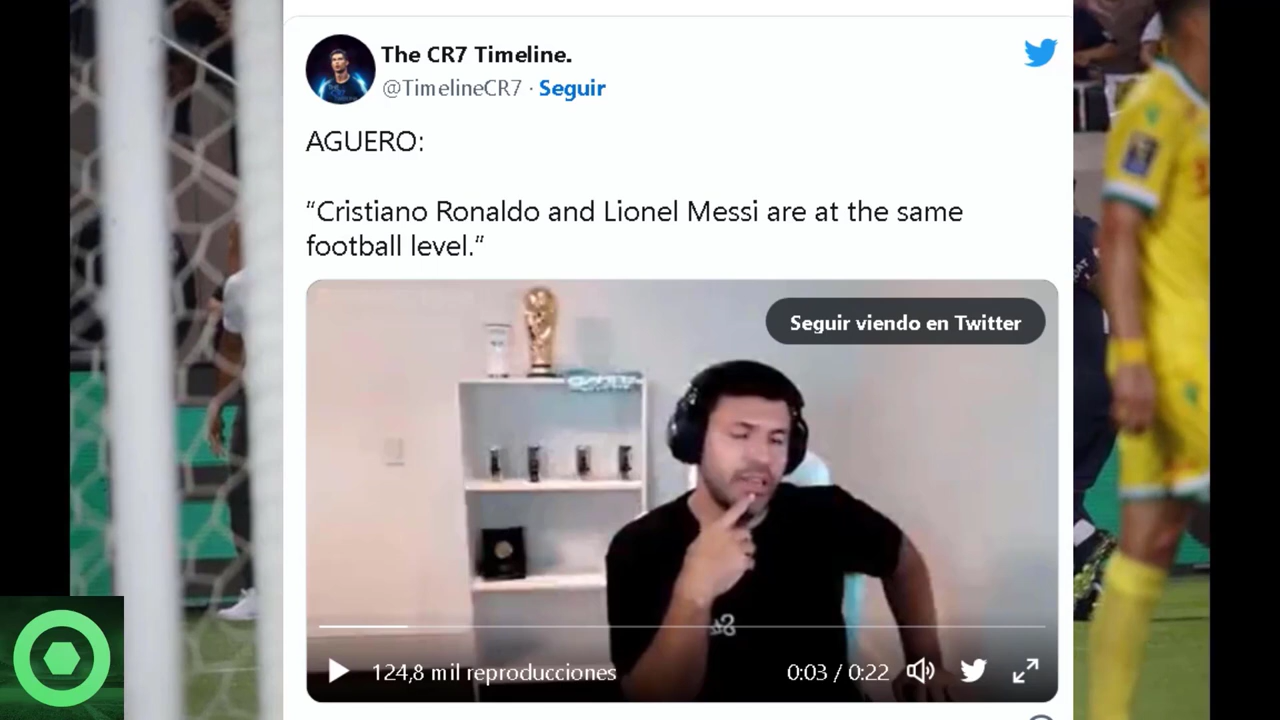 The CR7 Timeline.
@TimelineCR7 · Seguir
AGUERO:
“Cristiano Ronaldo and Lionel Messi are at the same
football level.”
Seguir viendo en Twitter
124,8 mil reproducciones
0:03 / 0:22